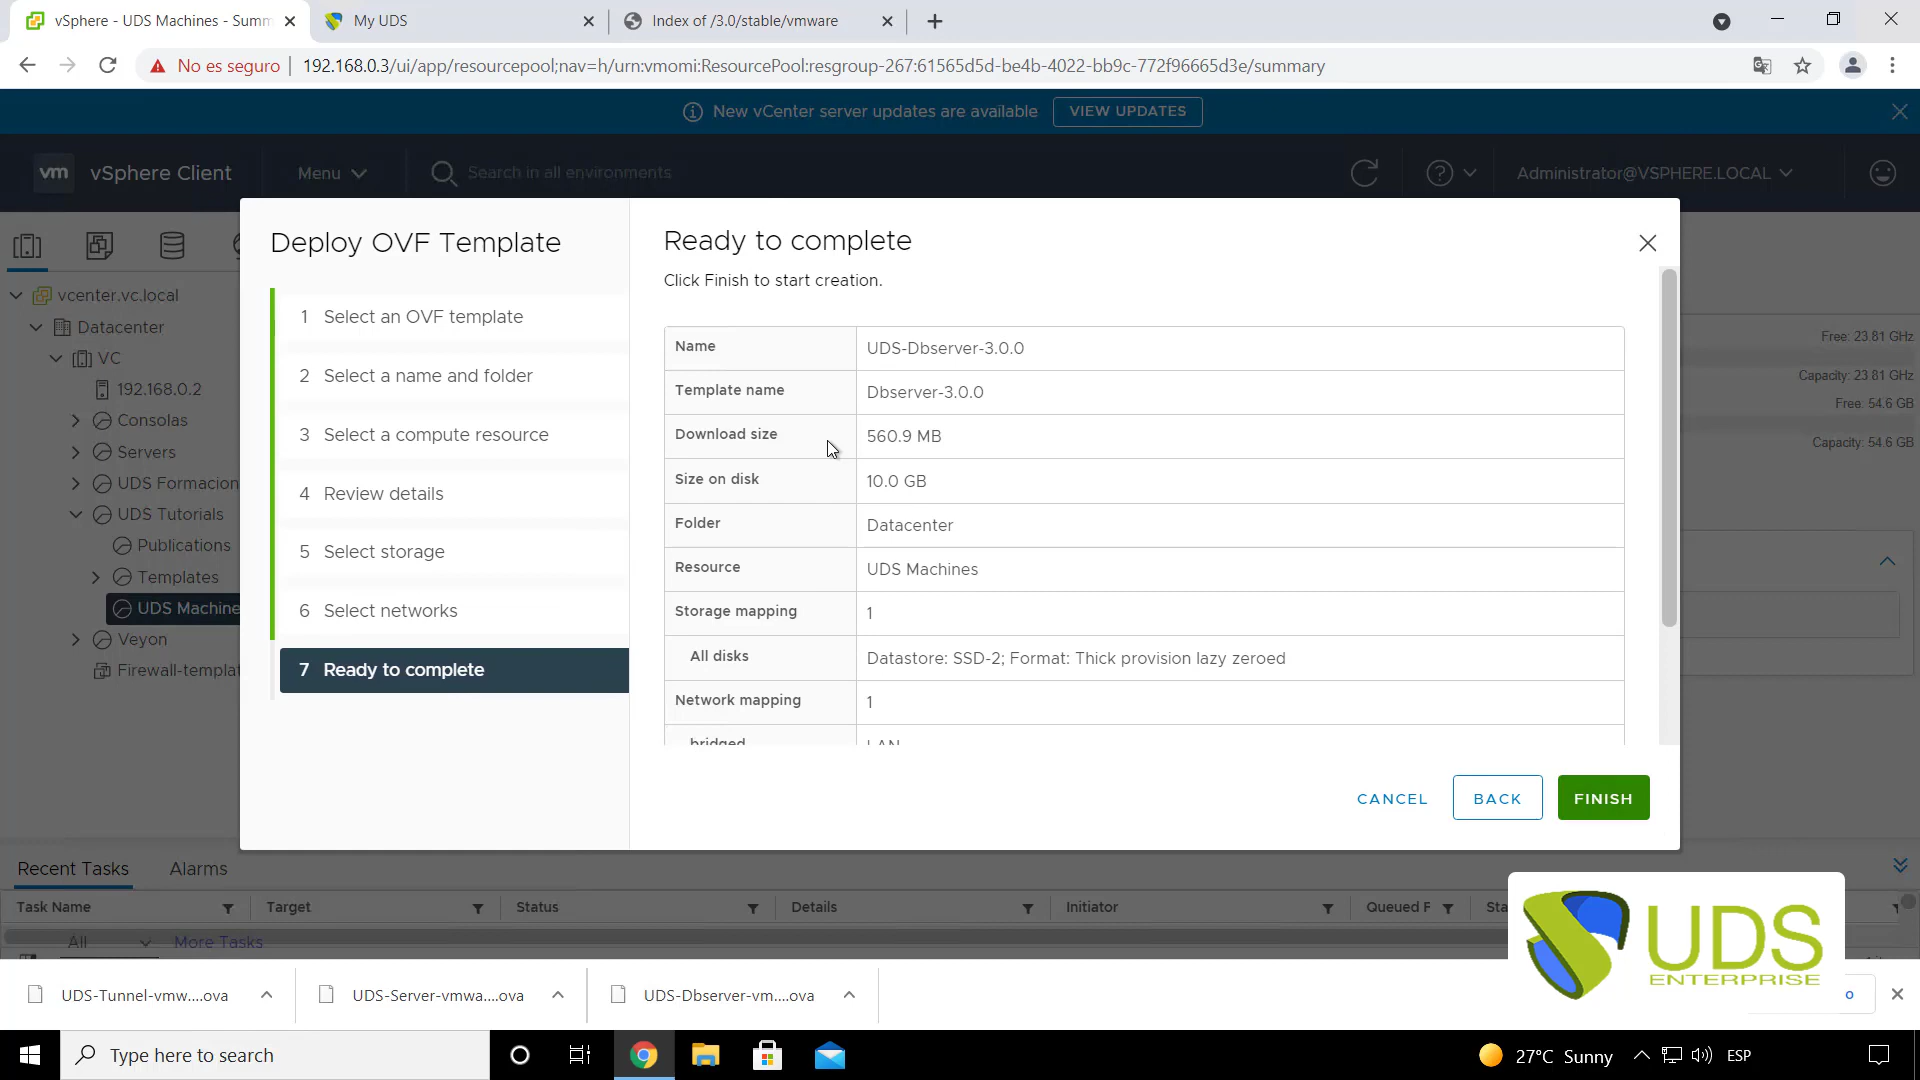 vSphere - UDS Machines - Summ
My UDS
Index of /3.0/stable/vmware
No es seguro
192.168.0.3/ui/app/resourcepool;nav=h/urn:vmomi:ResourcePool:resgroup-267:61565d5d-be4b-4022-bb9c-772f96665d3e/summary
New vCenter server updates are available
VIEW UPDATES
vm
vSphere Client
Menu
Search in all environments
Administrator@VSPHERE.LOCAL
vcenter.vc.local
Datacenter
VC
192.168.0.2
Consolas
Servers
UDS Formacion
UDS Tutorials
Publications
Templates
UDS Machine
Veyon
Firewall-templat
Deploy OVF Template
1 Select an OVF template
2 Select a name and folder
3 Select a compute resource
4 Review details
5 Select storage
6 Select networks
7 Ready to complete
Ready to complete
Click Finish to start creation.
Name UDS-Dbserver-3.0.0
Template name Dbserver-3.0.0
Download size 560.9 MB
Size on disk 10.0 GB
Folder Datacenter
Resource UDS Machines
Storage mapping 1
All disks Datastore: SSD-2; Format: Thick provision lazy zeroed
Network mapping 1
bridged LAN
CANCEL
BACK
FINISH
Free: 23.81 GHz
Capacity: 23.81 GHz
Free: 54.6 GB
Capacity: 54.6 GB
Recent Tasks
Alarms
Task Name
Target
Status
Details
Initiator
Queued F
Sta
All
More Tasks
UDS
ENTERPRISE
UDS-Tunnel-vmw....ova
UDS-Server-vmwa....ova
UDS-Dbserver-vm....ova
o
Type here to search
27°C Sunny
ESP